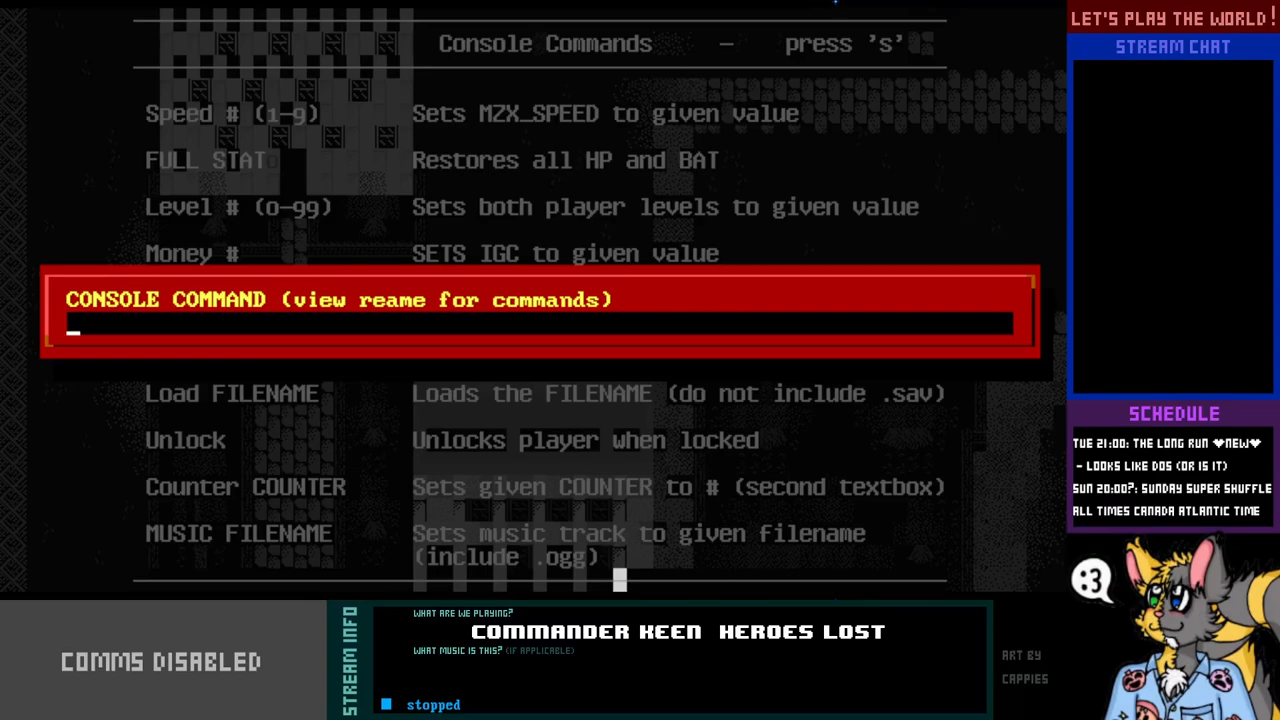 Console Commands — press 's'
Speed # (1-9) Sets MZX_SPEED to given value
FULL STAT Restores all HP and BAT
Level # (0-99) Sets both player levels to given value
Money # SETS IGC to given value
CONSOLE COMMAND (view reame for commands)
Load FILENAME Loads the FILENAME (do not include .sav)
Unlock Unlocks player when locked
Counter COUNTER Sets given COUNTER to # (second textbox)
MUSIC FILENAME Sets music track to given filename
(include .ogg)
LET'S PLAY THE WORLD!
STREAM CHAT
SCHEDULE
TUE 21:00: THE LONG RUN ♥NEW♥
- LOOKS LIKE DOS (OR IS IT)
SUN 20:00?: SUNDAY SUPER SHUFFLE
ALL TIMES CANADA ATLANTIC TIME
:3
COMMS DISABLED
STREAM INFO
WHAT ARE WE PLAYING?
COMMANDER KEEN HEROES LOST
WHAT MUSIC IS THIS? (IF APPLICABLE)
stopped
ART BY
CAPPIES